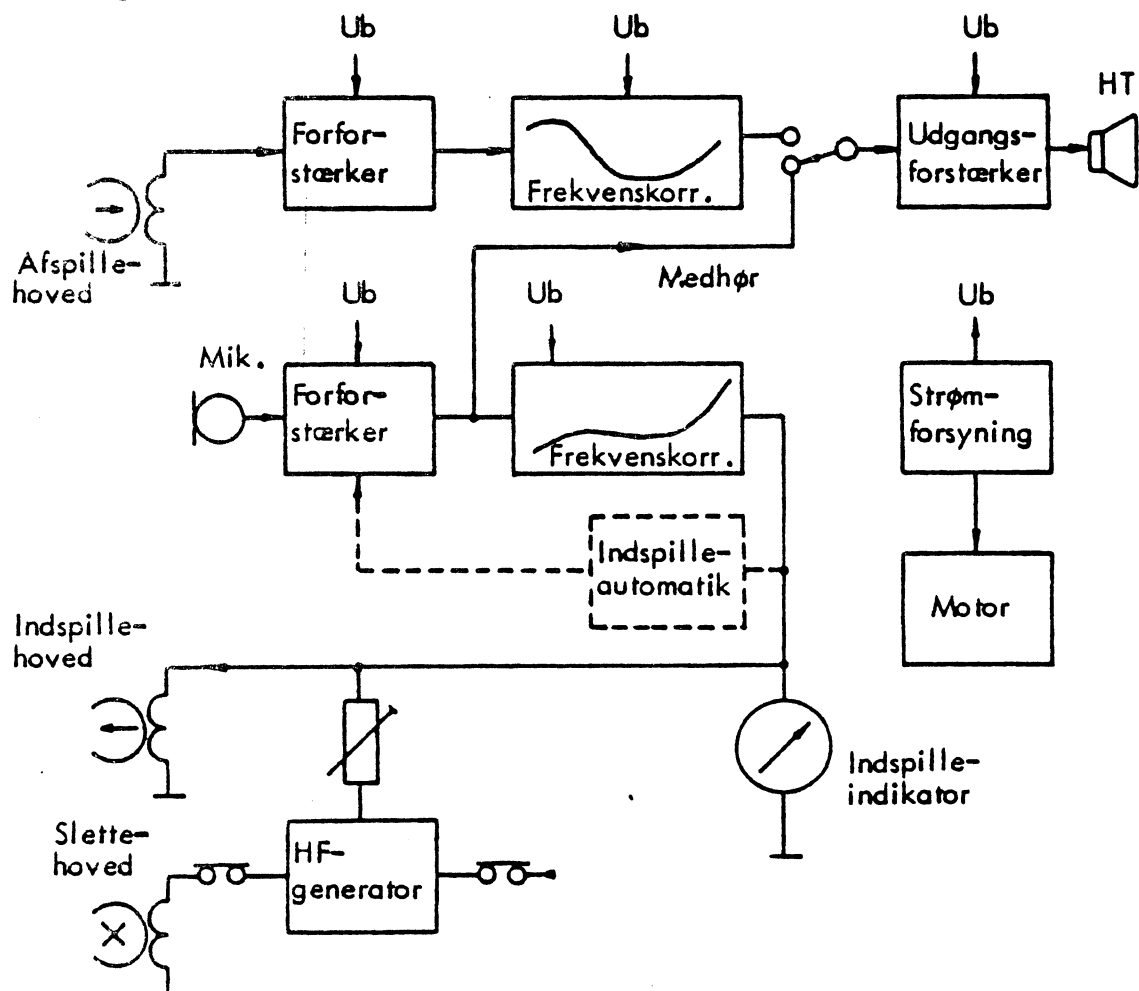 Ub
Ub
Ub
HT
Forfor-
stærker
Frekvenskorr.
Udgangs-
forstærker
Afspille-
hoved
Medhør
Ub
Ub
Ub
Mik.
Forfor-
stærker
Frekvenskorr.
Strøm-
forsyning
Indspille-
automatik
Motor
Indspille-
hoved
Indspille-
indikator
Slette-
hoved
HF-
generator